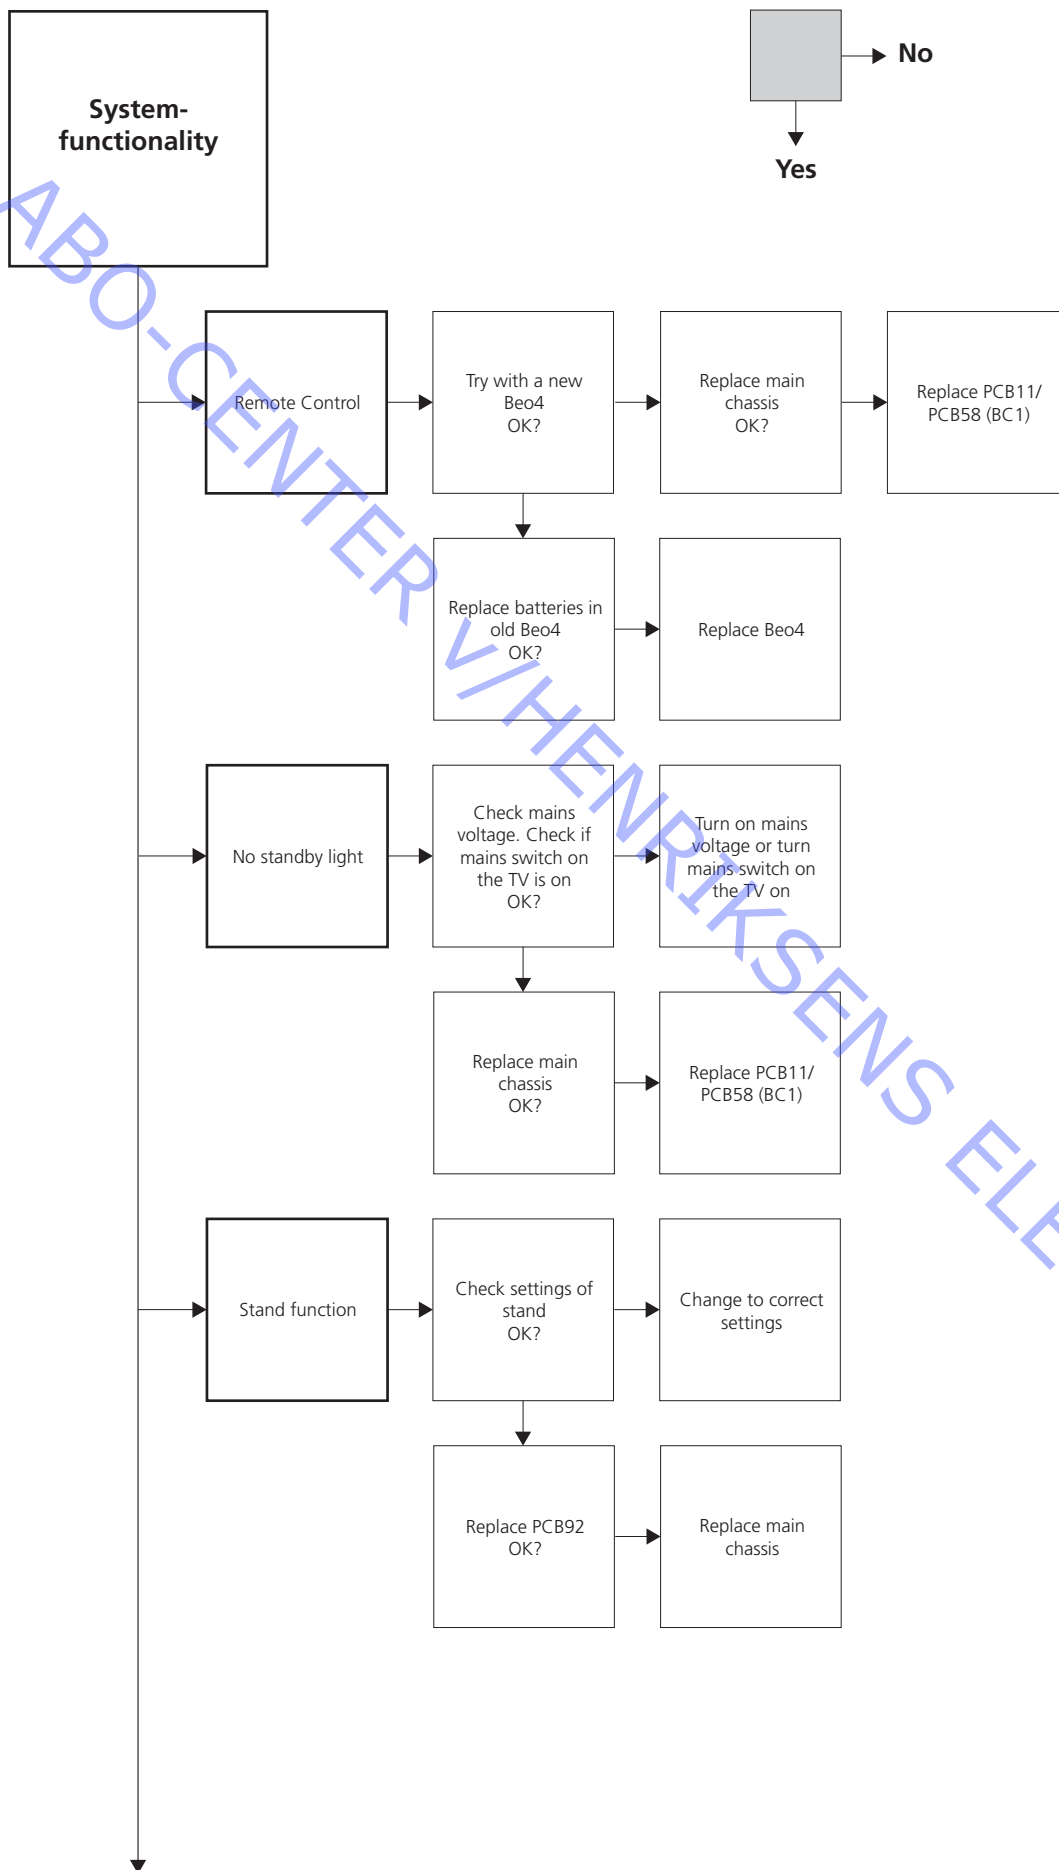 System-
functionality
No
Yes
Remote Control
Try with a new
Beo4
OK?
Replace main
chassis
OK?
Replace PCB11/
PCB58 (BC1)
Replace batteries in
old Beo4
OK?
Replace Beo4
No standby light
Check mains
voltage. Check if
mains switch on
the TV is on
OK?
Turn on mains
voltage or turn
mains switch on
the TV on
Replace main
chassis
OK?
Replace PCB11/
PCB58 (BC1)
Stand function
Check settings of
stand
OK?
Change to correct
settings
Replace PCB92
OK?
Replace main
chassis
ABO-CENTER v/HENRIKSENS ELE